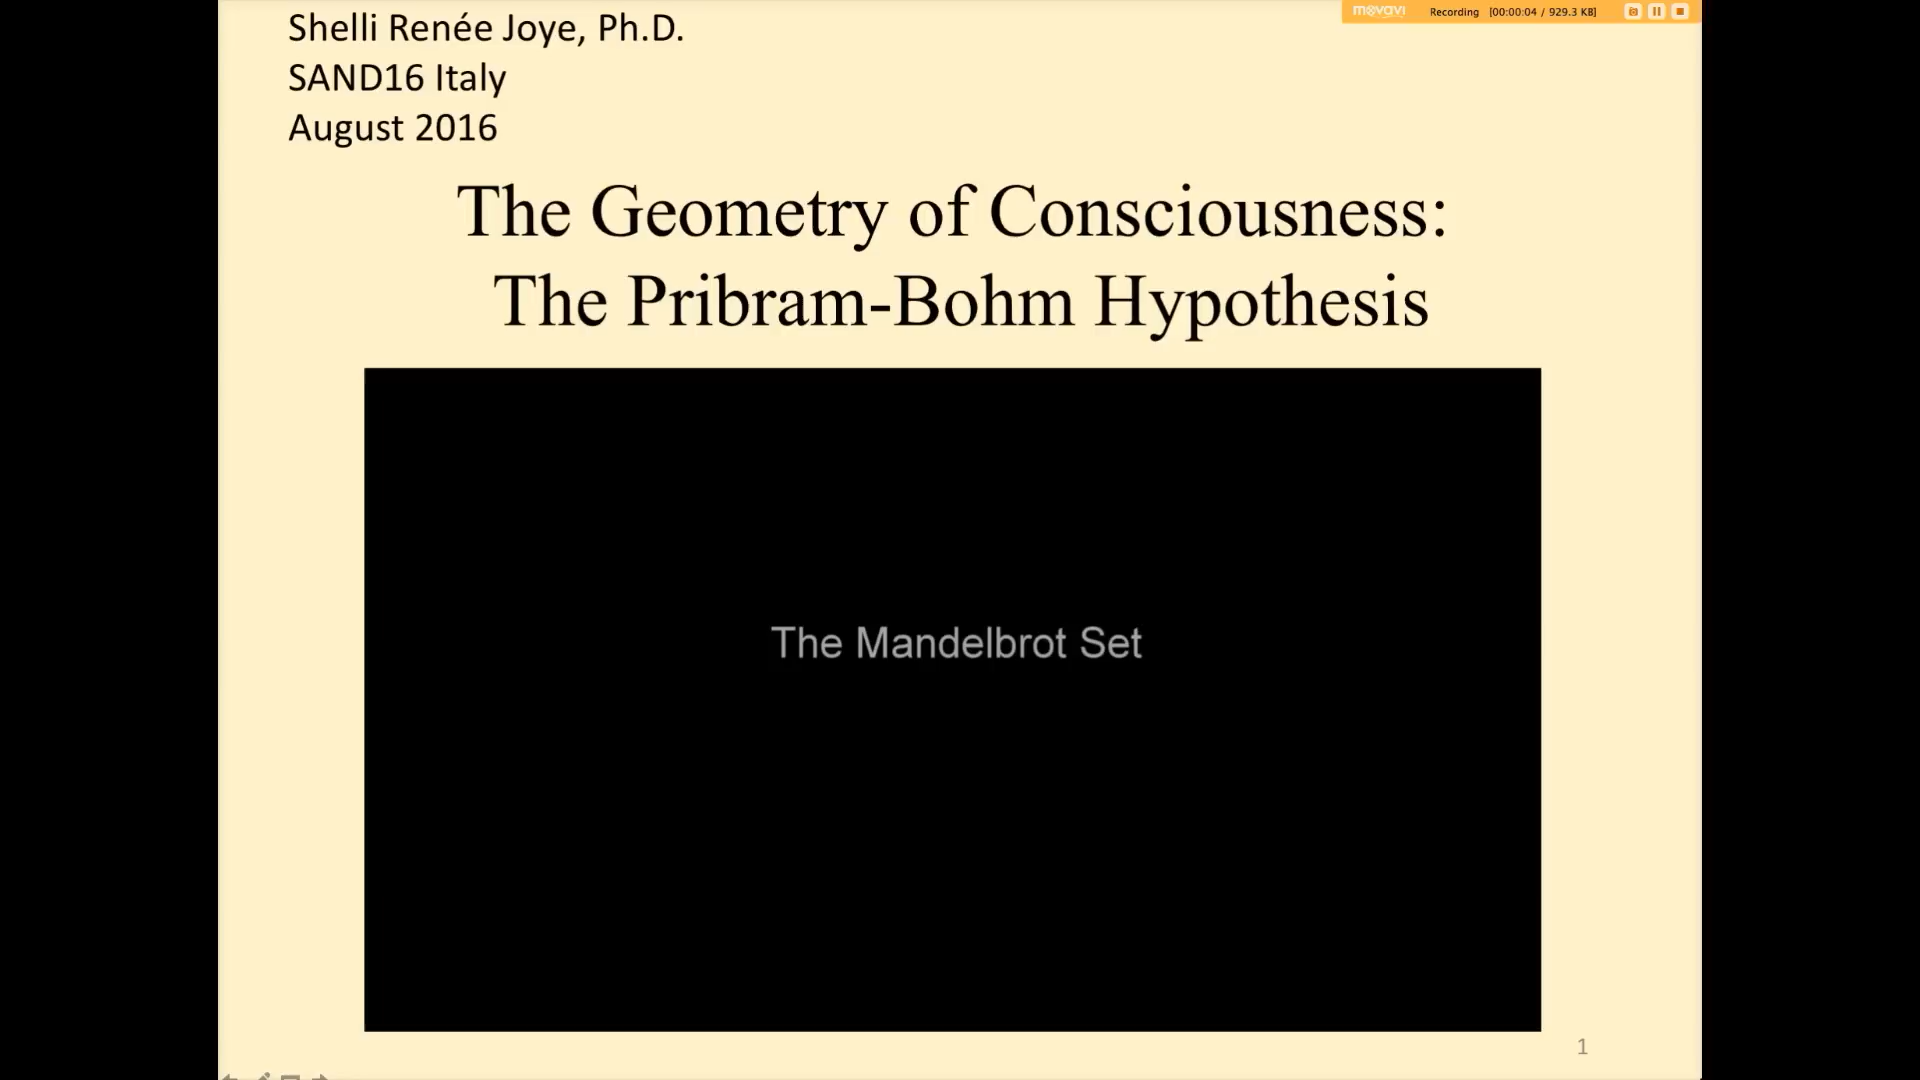 Shelli Renée Joye, Ph.D.
SAND16 Italy
August 2016
movavi Recording [00:00:04 / 929.3 KB]
The Geometry of Consciousness:
The Pribram-Bohm Hypothesis
The Mandelbrot Set
1